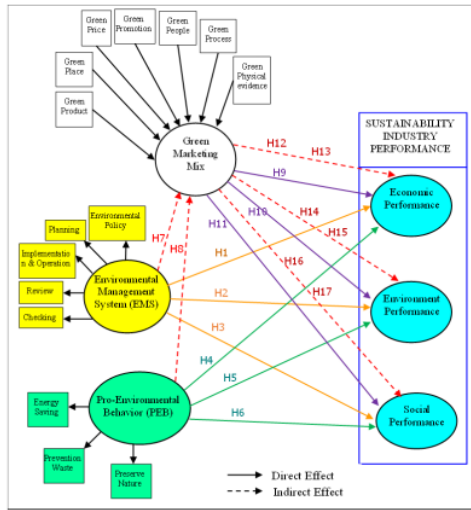 Green
Price
Green
Promotion
Green
People
Green
Process
Green
Place
Green
Physical
evidence
Green
Product
Green
Marketing
Mix
SUSTAINABILITY
INDUSTRY
PERFORMANCE
H12
H13
H9
H10
H11
H14
H15
H16
H17
Economic
Performance
Environment
Performance
Social
Performance
Environmental
Policy
Planning
Implementatio
n & Operation
Review
Checking
Environmental
Management
System (EMS)
H7
H8
H1
H2
H3
H4
H5
H6
Pro-Environmental
Behavior (PEB)
Energy
Saving
Prevention
Waste
Preserve
Nature
Direct Effect
Indirect Effect